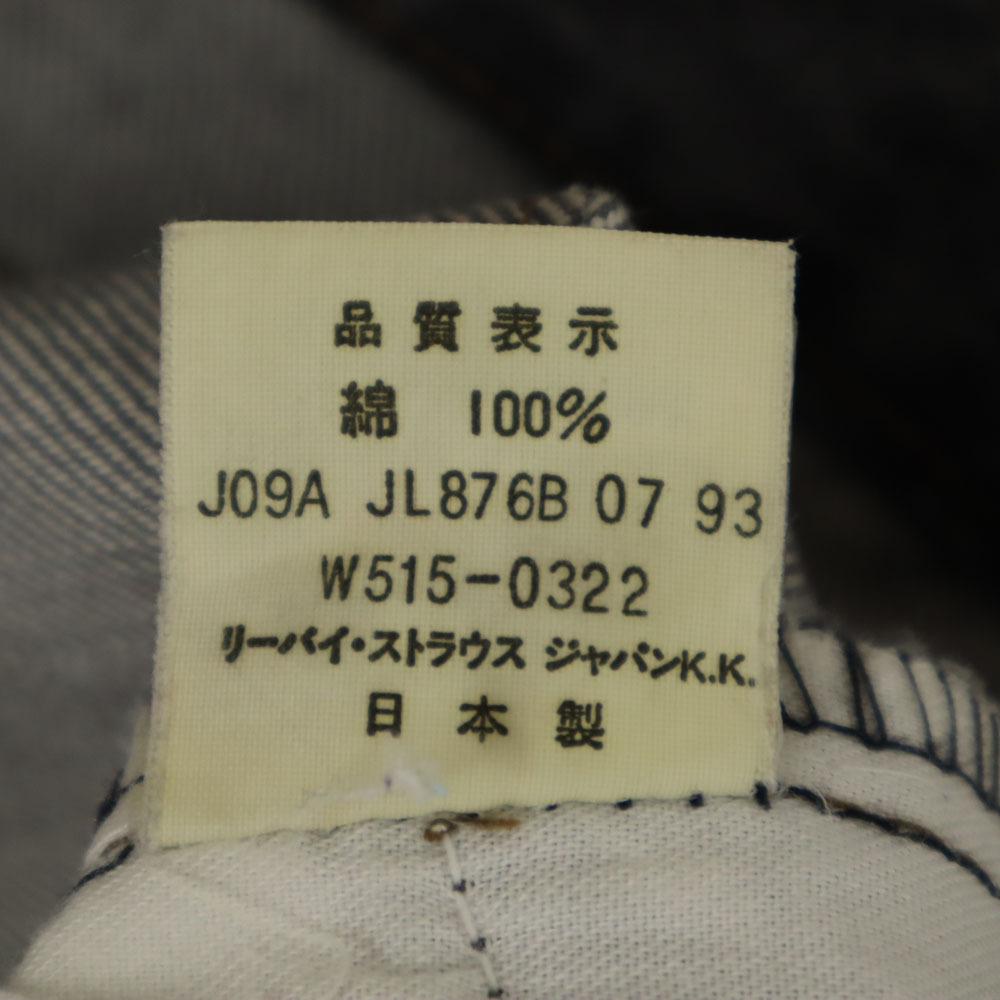 品質表示
綿 100%
J09A JL876B 07 93
W515-0322
リーバイ・ストラウス ジャパンK.K.
日本製